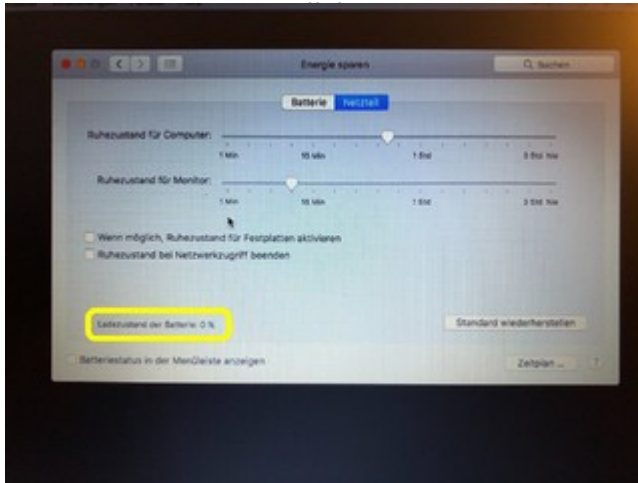 Energie sparen
Suchen
Batterie Netzteil
Ruhezustand für Computer:
1 Min 15 Min 1 Std 3 Std Nie
Ruhezustand für Monitor:
1 Min 15 Min 1 Std 3 Std Nie
Wenn möglich, Ruhezustand für Festplatten aktivieren
Ruhezustand bei Netzwerkzugriff beenden
Ladezustand der Batterie: 0 %
Standard wiederherstellen
Batteriestatus in der Menüleiste anzeigen
Zeitplan ...
?